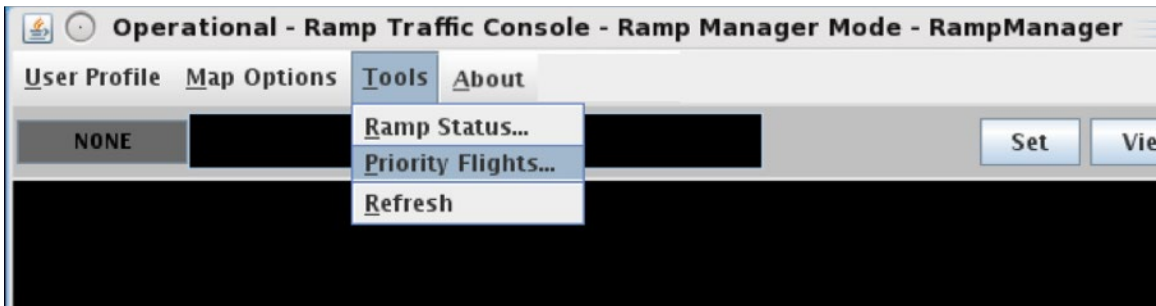 Operational - Ramp Traffic Console - Ramp Manager Mode - RampManager
User Profile Map Options Tools About
NONE Ramp Status... Set Vie
Priority Flights...
Refresh